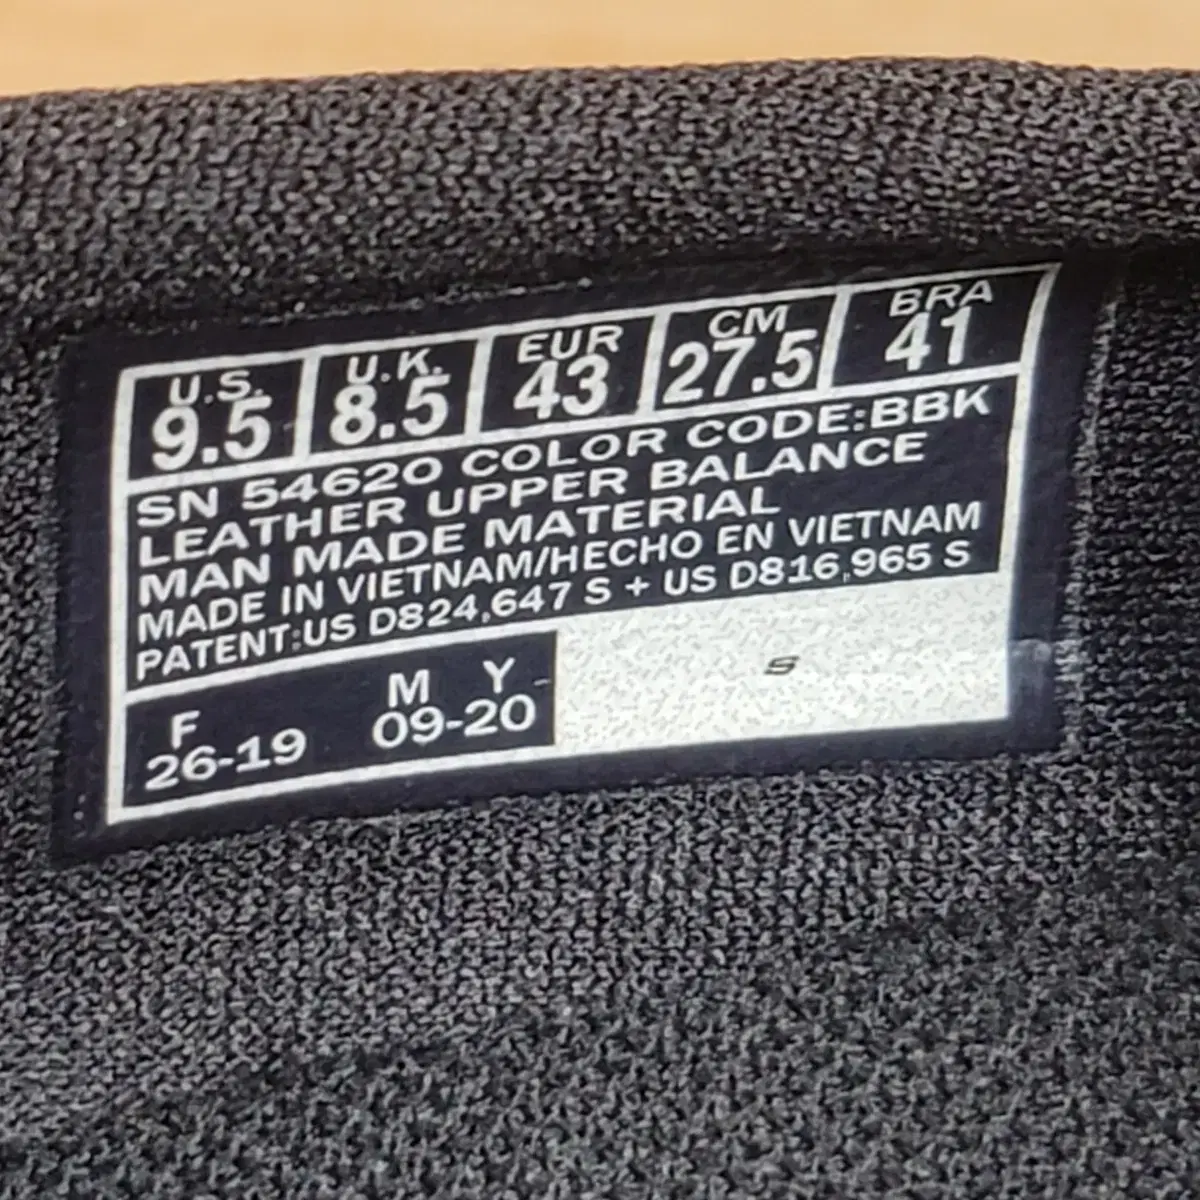 U.S. U.K. EUR CM BRA
9.5 8.5 43 27.5 41
SN 54620 COLOR CODE:BBK
LEATHER UPPER BALANCE
MAN MADE MATERIAL
MADE IN VIETNAM/HECHO EN VIETNAM
PATENT:US D824,647 S + US D816,965 S
F M Y
26-19 09-20
S